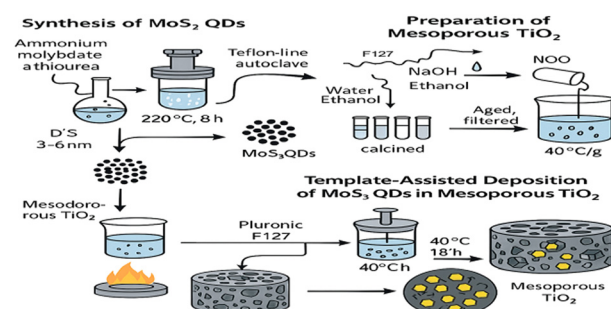 Synthesis of MoS₂ QDs
Ammonium
molybdate
athiourea
Teflon-line
autoclave
220 °C, 8 h
D'S
3–6 nm
MoS₃QDs
Mesodoro-
rous TiO₂
Preparation of
Mesoporous TiO₂
F127
NaOH
Ethanol
Water
Ethanol
NOO
Aged,
filtered
calcined
40°C/g
Template-Assisted Deposition
of MoS₃ QDs in Mesoporous TiO₂
Pluronic
F127
40°Ch
40°C
18'h
Mesoporous
TiO₂